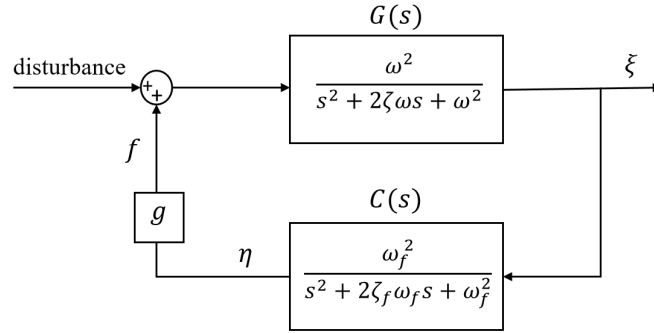 G(s)
disturbance
+
+
ω²
s² + 2ζωs + ω²
ξ
f
g
C(s)
η
ω_f²
s² + 2ζ_fω_fs + ω_f²